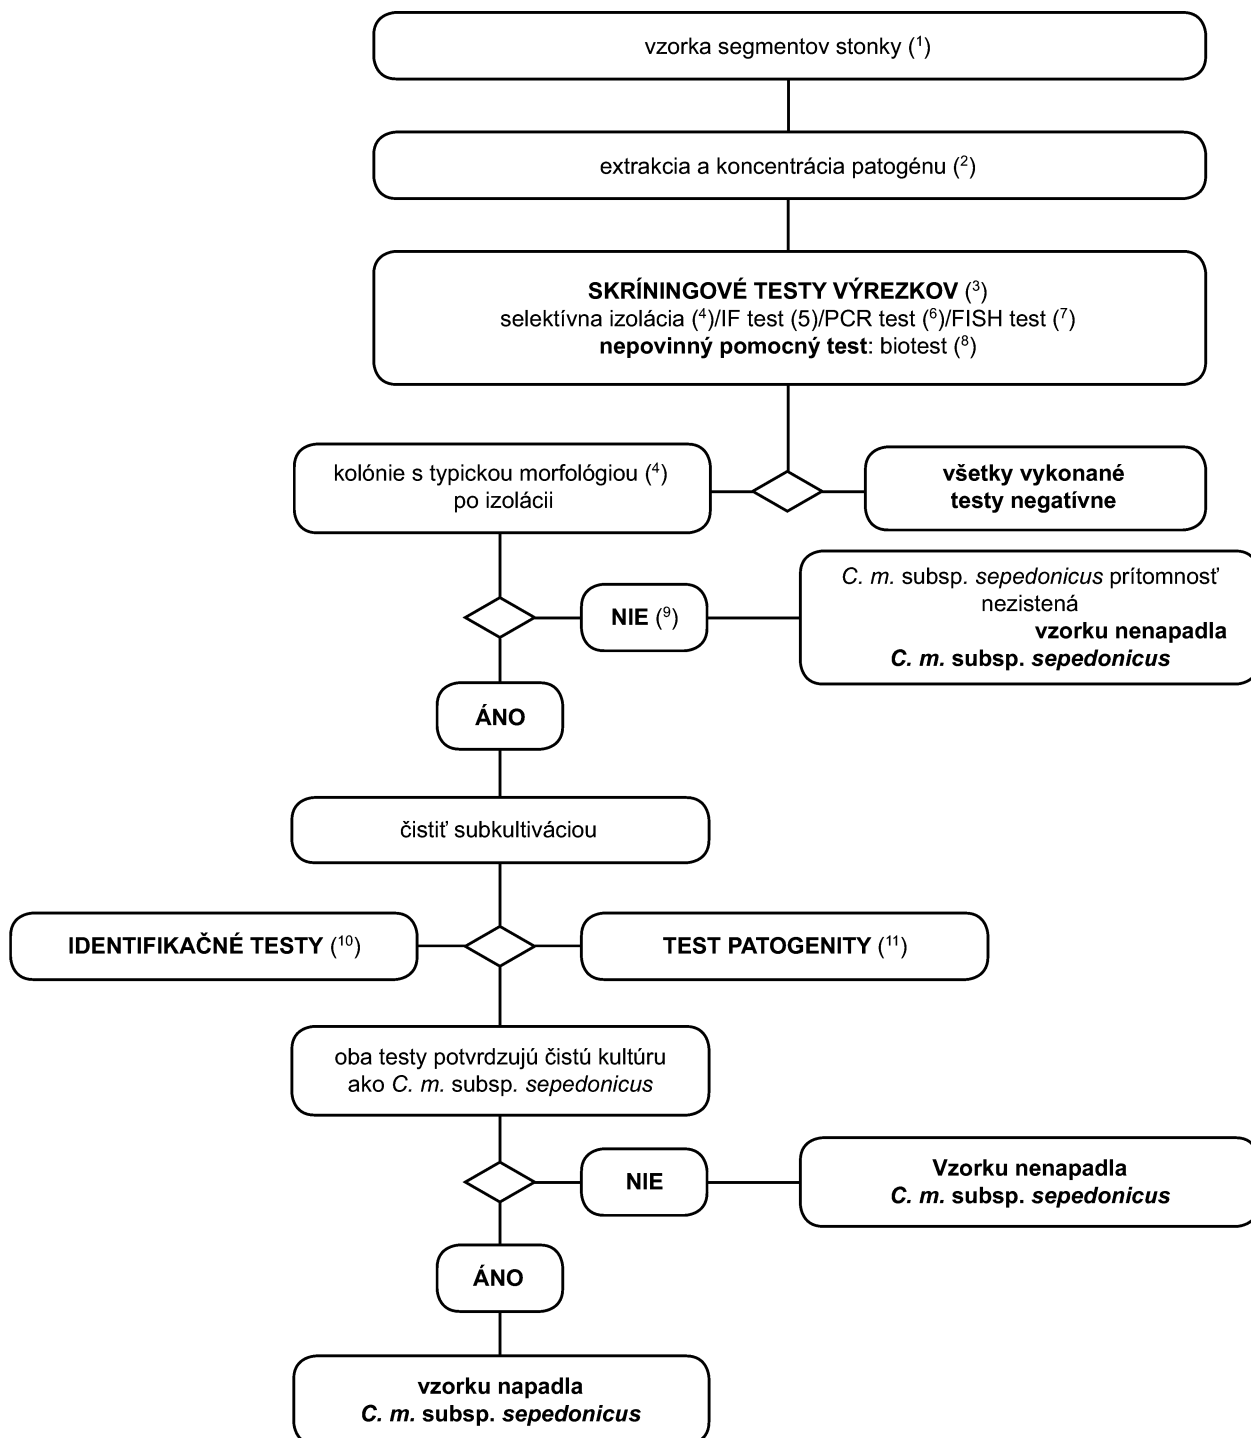 vzorka segmentov stonky (¹)
extrakcia a koncentrácia patogénu (²)
SKRÍNINGOVÉ TESTY VÝREZKOV (³)
selektívna izolácia (⁴)/IF test (5)/PCR test (⁶)/FISH test (⁷)
nepovinný pomocný test: biotest (⁸)
kolónie s typickou morfológiou (⁴)
po izolácii
všetky vykonané
testy negatívne
NIE (⁹)
C. m. subsp. sepedonicus prítomnosť
nezistená
vzorku nenapadla
C. m. subsp. sepedonicus
ÁNO
čistiť subkultiváciou
IDENTIFIKAČNÉ TESTY (¹⁰)
TEST PATOGENITY (¹¹)
oba testy potvrdzujú čistú kultúru
ako C. m. subsp. sepedonicus
NIE
Vzorku nenapadla
C. m. subsp. sepedonicus
ÁNO
vzorku napadla
C. m. subsp. sepedonicus